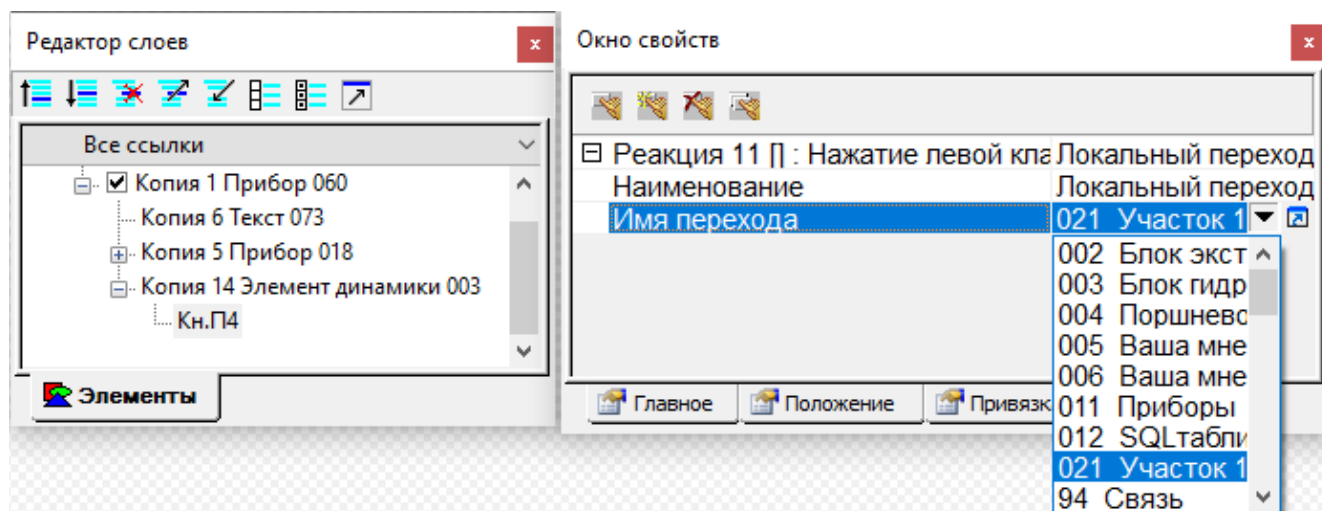 Редактор слоев
x
Все ссылки
Копия 1 Прибор 060
Копия 6 Текст 073
Копия 5 Прибор 018
Копия 14 Элемент динамики 003
Кн.П4
Элементы
Окно свойств
x
Реакция 11 [] : Нажатие левой кла Локальный переход
Наименование Локальный переход
Имя перехода 021 Участок 1
002 Блок экст
003 Блок гидр
004 Поршнево
005 Ваша мне
006 Ваша мне
011 Приборы
012 SQLтабли
021 Участок 1
94 Связь
Главное Положение Привязк